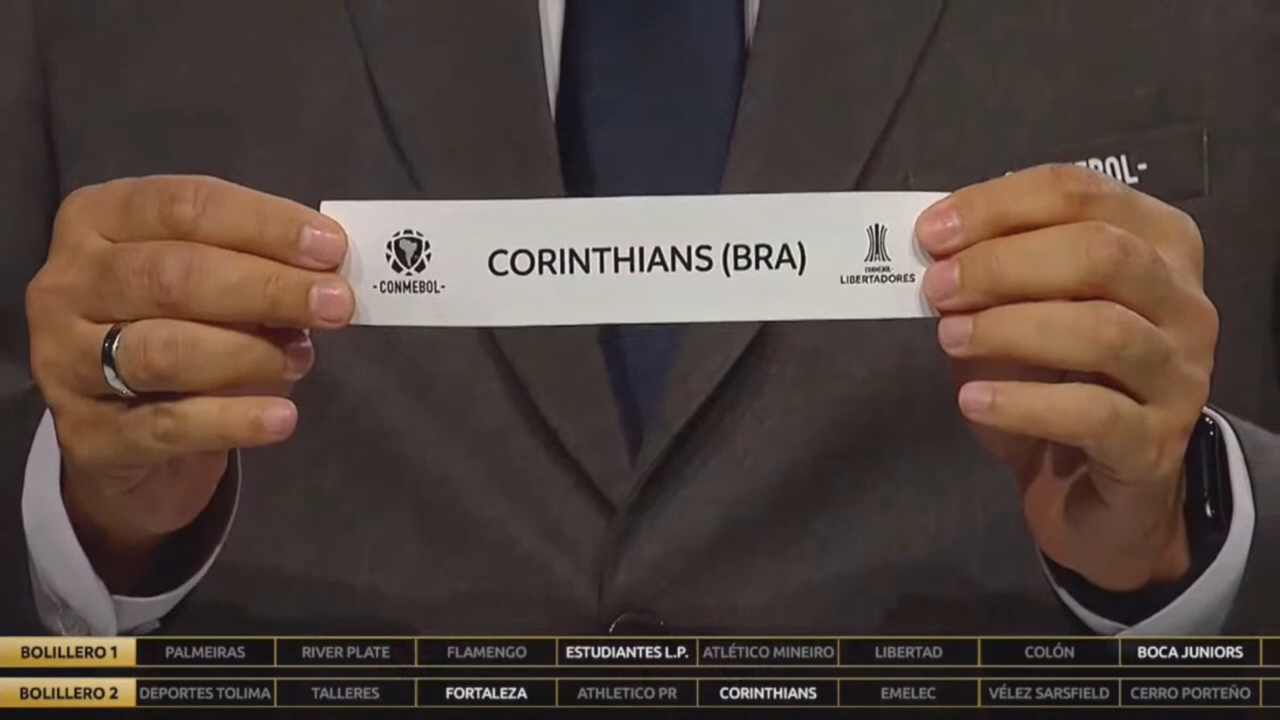 -CONMEBOL-
CORINTHIANS (BRA)
-CONMEBOL-
LIBERTADORES
BOLILLERO 1 PALMEIRAS RIVER PLATE FLAMENGO ESTUDIANTES L.P. ATLÉTICO MINEIRO LIBERTAD COLÓN BOCA JUNIORS
BOLILLERO 2 DEPORTES TOLIMA TALLERES FORTALEZA ATHLETICO PR CORINTHIANS EMELEC VÉLEZ SARSFIELD CERRO PORTEÑO